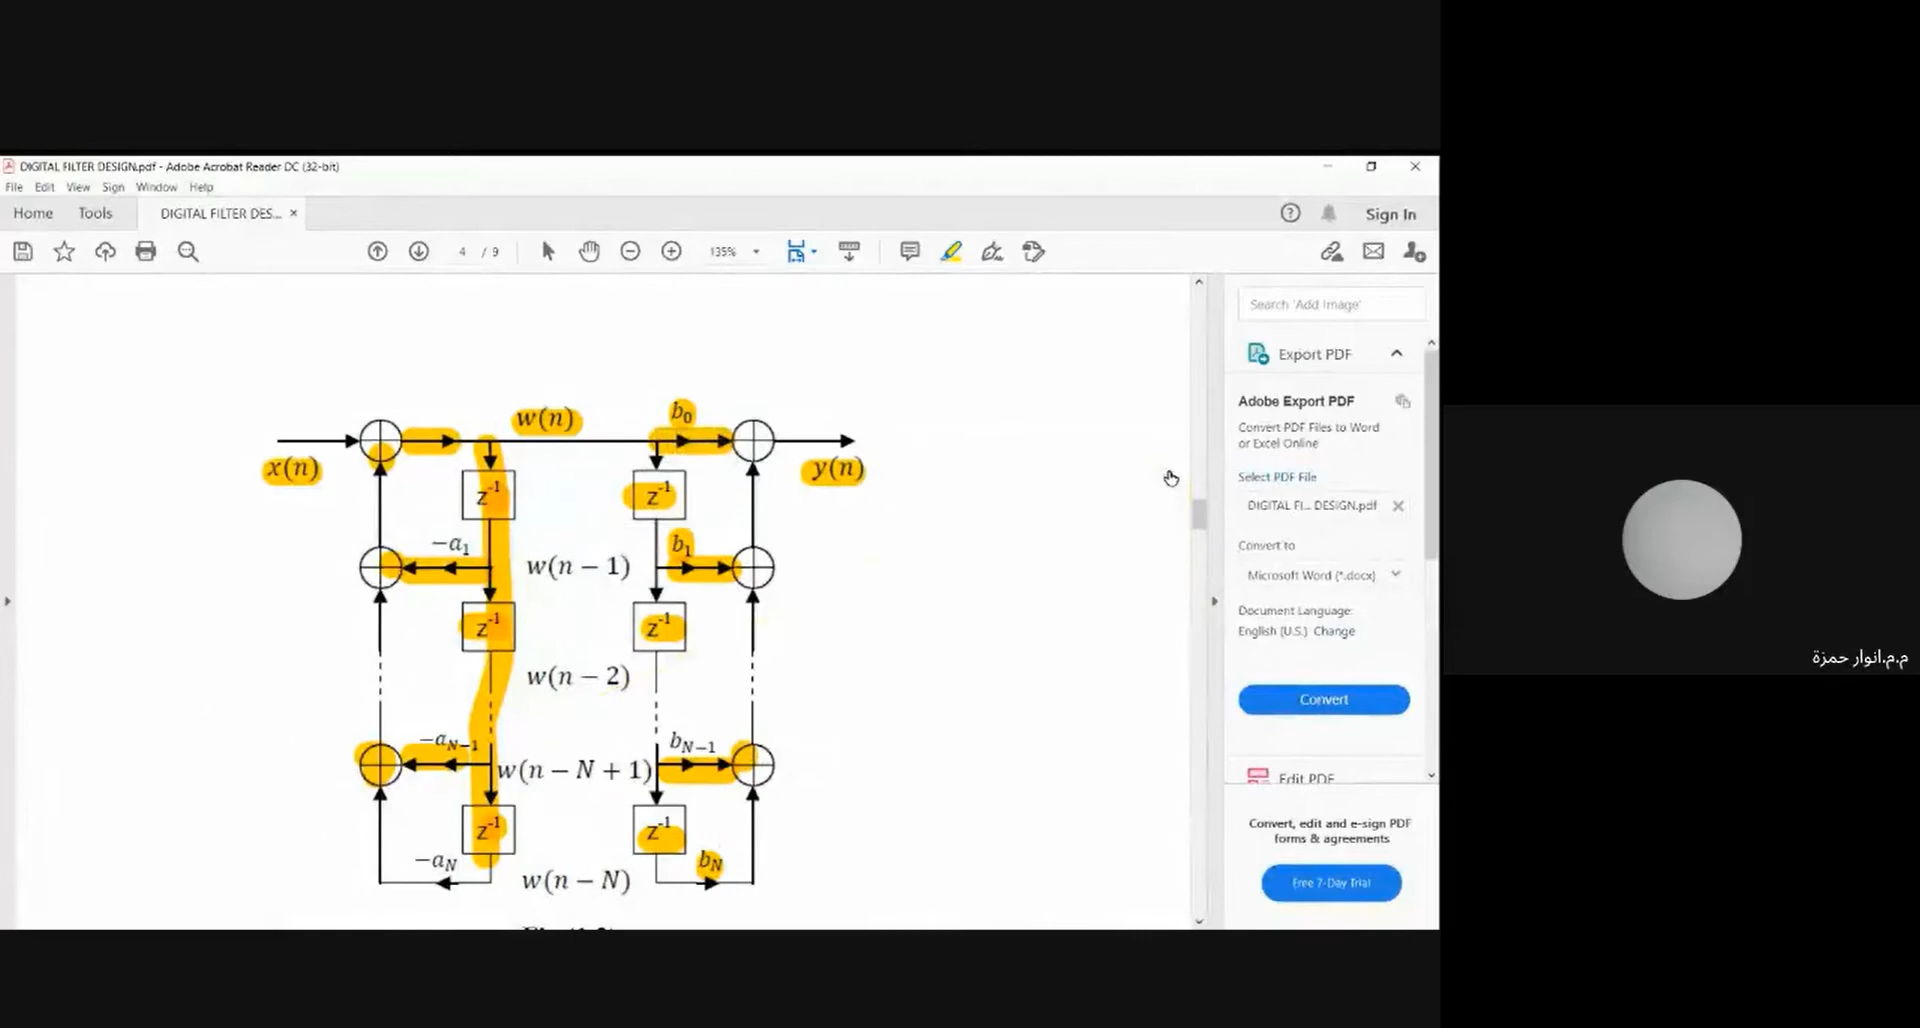 DIGITAL FILTER DESIGN.pdf - Adobe Acrobat Reader DC (32-bit)
File Edit View Sign Window Help
Home Tools DIGITAL FILTER DES... × Sign In
4 / 9 135%
Search 'Add Image'
Export PDF
Adobe Export PDF
Convert PDF Files to Word
or Excel Online
Select PDF File
DIGITAL FI... DESIGN.pdf
Convert to
Microsoft Word (*.docx)
Document Language:
English (U.S.) Change
Convert
Edit PDF
Convert, edit and e-sign PDF
forms & agreements
Free 7-Day Trial
w(n) b₀
x(n) y(n)
z⁻¹ z⁻¹
−a₁ b₁
w(n − 1)
z⁻¹ z⁻¹
w(n − 2)
−a_{N−1} b_{N−1}
w(n − N + 1)
z⁻¹ z⁻¹
−a_N b_N
w(n − N)
م.م.انوار حمزة